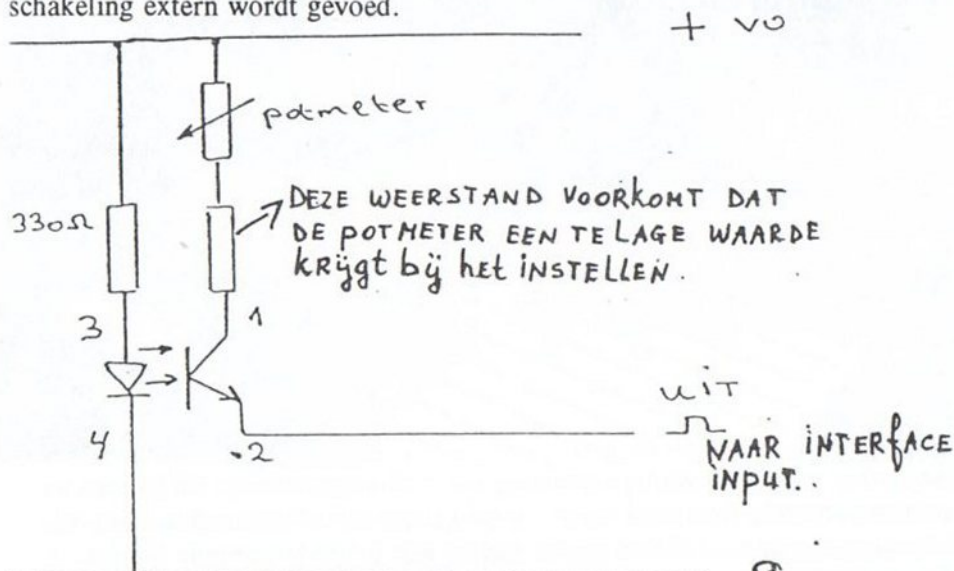 schakeling extern wordt gevoed.
+ VO
potmeter
330Ω
DEZE WEERSTAND VOORKOMT DAT
DE POTMETER EEN TE LAGE WAARDE
KRijgt bij het iNSTELLEN.
3
1
UiT
4
.2
NAAR iNTERfACE
iNPUT..